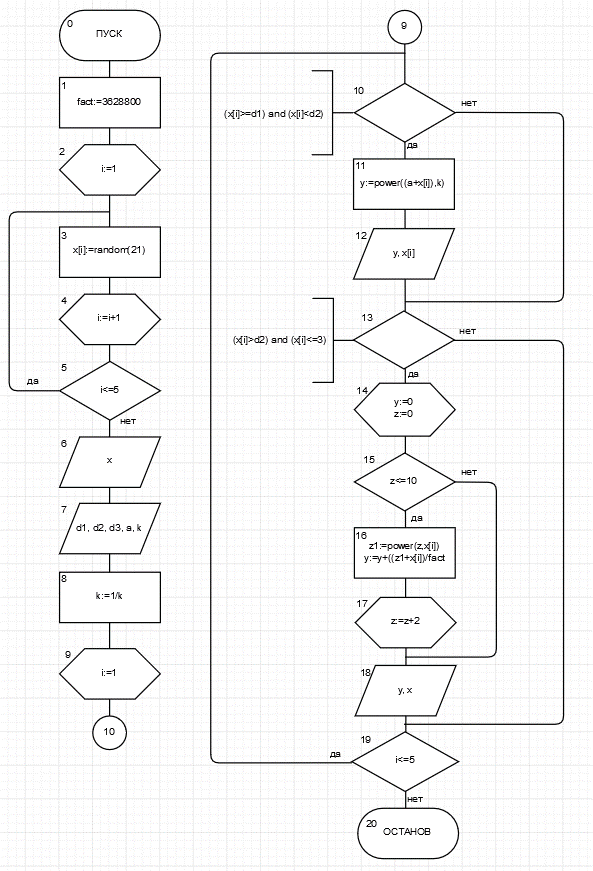 0
ПУСК
1
fact:=3628800
2
i:=1
3
x[i]:=random(21)
4
i:=i+1
5
i<=5
да
нет
6
x
7
d1, d2, d3, a, k
8
k:=1/k
9
i:=1
10
9
10
(x[i]>=d1) and (x[i]<d2)
нет
да
11
y:=power((a+x[i]),k)
12
y, x[i]
13
(x[i]>d2) and (x[i]<=3)
нет
да
14
y:=0
z:=0
15
z<=10
нет
да
16
z1:=power(z,x[i])
y:=y+((z1+x[i])/fact
17
z:=z+2
18
y, x
19
i<=5
да
нет
20
ОСТАНОВ